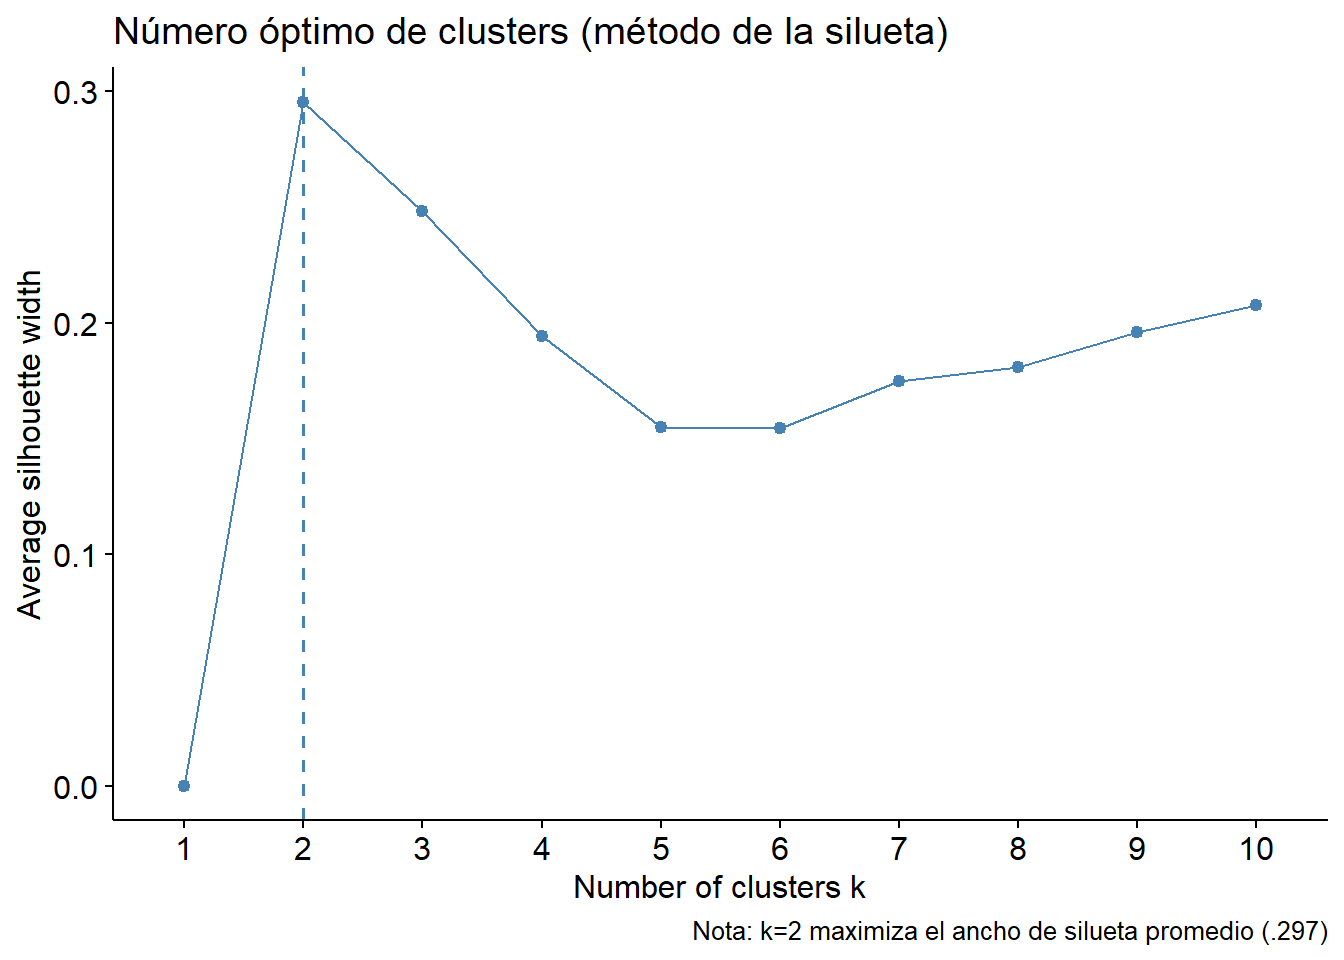 Número óptimo de clusters (método de la silueta)
Average silhouette width
0.3
0.2
0.1
0.0
1 2 3 4 5 6 7 8 9 10
Number of clusters k
Nota: k=2 maximiza el ancho de silueta promedio (.297)